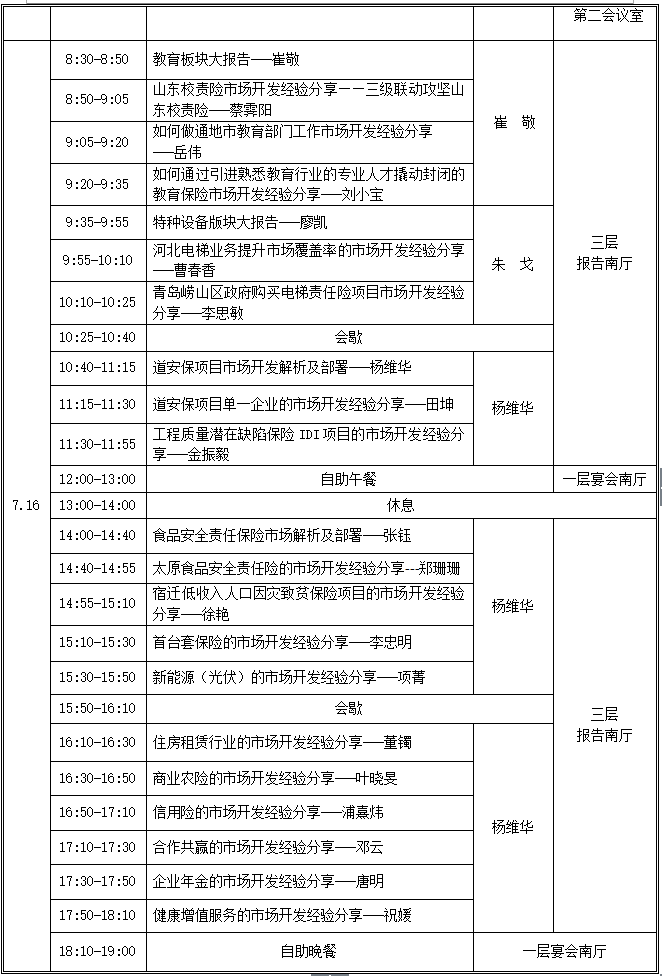 第二会议室
8:30-8:50 教育板块大报告——崔敬
8:50-9:05 山东校责险市场开发经验分享——三级联动攻坚山
东校责险——蔡霁阳
崔 敬
9:05-9:20 如何做通地市教育部门工作市场开发经验分享
——岳伟
9:20-9:35 如何通过引进熟悉教育行业的专业人才撬动封闭的
教育保险市场开发经验分享——刘小宝
9:35-9:55 特种设备版块大报告——廖凯
三层
报告南厅
9:55-10:10 河北电梯业务提升市场覆盖率的市场开发经验分享
——曹春香
朱 戈
10:10-10:25 青岛崂山区政府购买电梯责任险项目市场开发经验
分享——李思敏
10:25-10:40 会歇
10:40-11:15 道安保项目市场开发解析及部署——杨维华
11:15-11:30 道安保项目单一企业的市场开发经验分享——田坤
杨维华
11:30-11:55 工程质量潜在缺陷保险 IDI 项目的市场开发经验分
享——金振毅
12:00-13:00 自助午餐 一层宴会南厅
7.16 13:00-14:00 休息
14:00-14:40 食品安全责任保险市场解析及部署——张钰
14:40-14:55 太原食品安全责任险的市场开发经验分享---郑珊珊
14:55-15:10 宿迁低收入人口因灾致贫保险项目的市场开发经验
分享——徐艳
杨维华
15:10-15:30 首台套保险的市场开发经验分享——李忠明
15:30-15:50 新能源（光伏）的市场开发经验分享——项菁
15:50-16:10 会歇
三层
报告南厅
16:10-16:30 住房租赁行业的市场开发经验分享——董镯
16:30-16:50 商业农险的市场开发经验分享——叶晓旻
16:50-17:10 信用险的市场开发经验分享——浦熹炜
杨维华
17:10-17:30 合作共赢的市场开发经验分享——邓云
17:30-17:50 企业年金的市场开发经验分享——唐明
17:50-18:10 健康增值服务的市场开发经验分享——祝媛
18:10-19:00 自助晚餐 一层宴会南厅